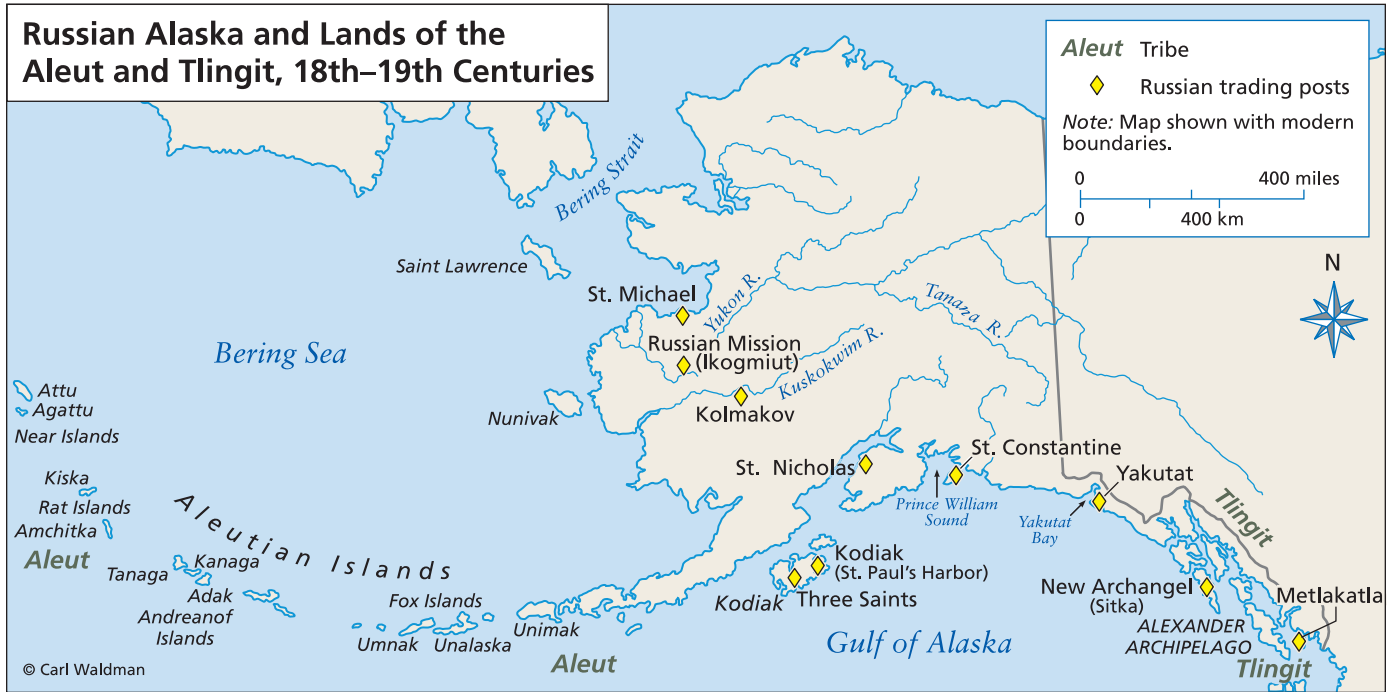 Russian Alaska and Lands of the
Aleut and Tlingit, 18th–19th Centuries
Aleut Tribe
Russian trading posts
Note: Map shown with modern
boundaries.
0 400 miles
0 400 km
N
Bering Strait
Saint Lawrence
St. Michael
Yukon R.
Tanaza R.
Russian Mission
(Ikogmiut)
Bering Sea
Kuskokwim R.
Kolmakov
Nunivak
Attu
Agattu
Near Islands
St. Nicholas
St. Constantine
Prince William
Sound
Yakutat
Yakutat
Bay
Tlingit
Kiska
Rat Islands
Amchitka
Aleut
Aleutian Islands
Tanaga
Kanaga
Adak
Andreanof
Islands
Fox Islands
Umnak
Unalaska
Unimak
Aleut
Kodiak
(St. Paul's Harbor)
Kodiak
Three Saints
Gulf of Alaska
New Archangel
(Sitka)
Metlakatla
ALEXANDER
ARCHIPELAGO
Tlingit
© Carl Waldman